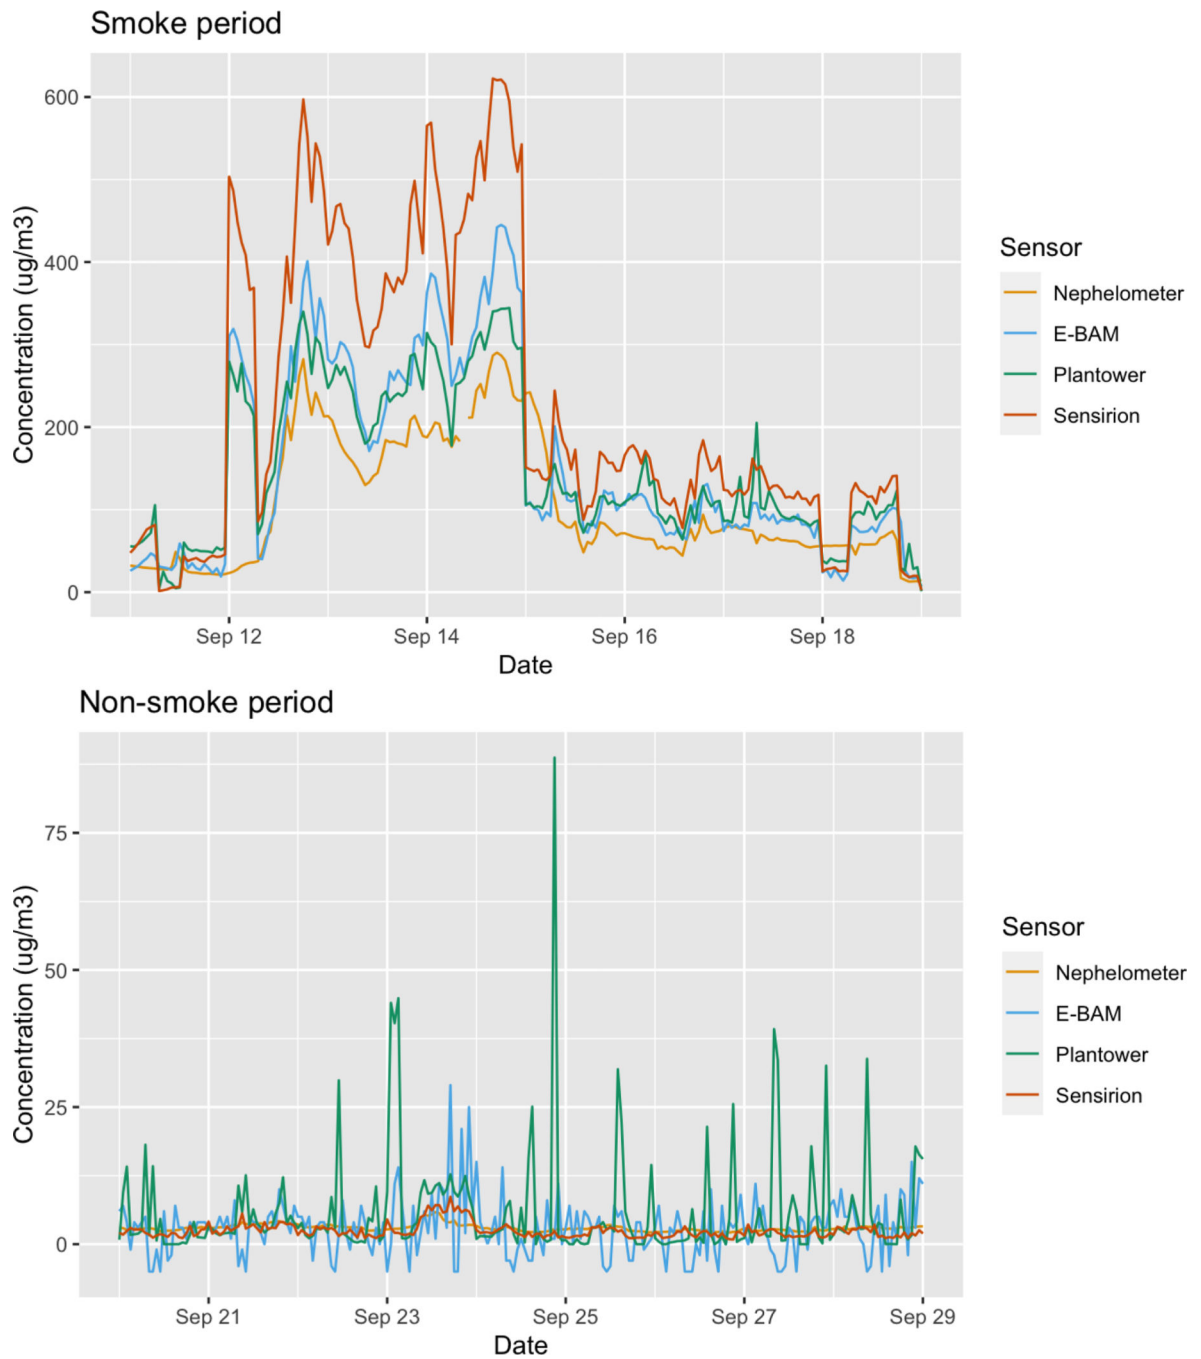 Smoke period
600
400
200
0
Concentration (ug/m3)
Sep 12
Sep 14
Sep 16
Sep 18
Date
Sensor
Nephelometer
E-BAM
Plantower
Sensirion
Non-smoke period
75
50
25
0
Concentration (ug/m3)
Sep 21
Sep 23
Sep 25
Sep 27
Sep 29
Date
Sensor
Nephelometer
E-BAM
Plantower
Sensirion